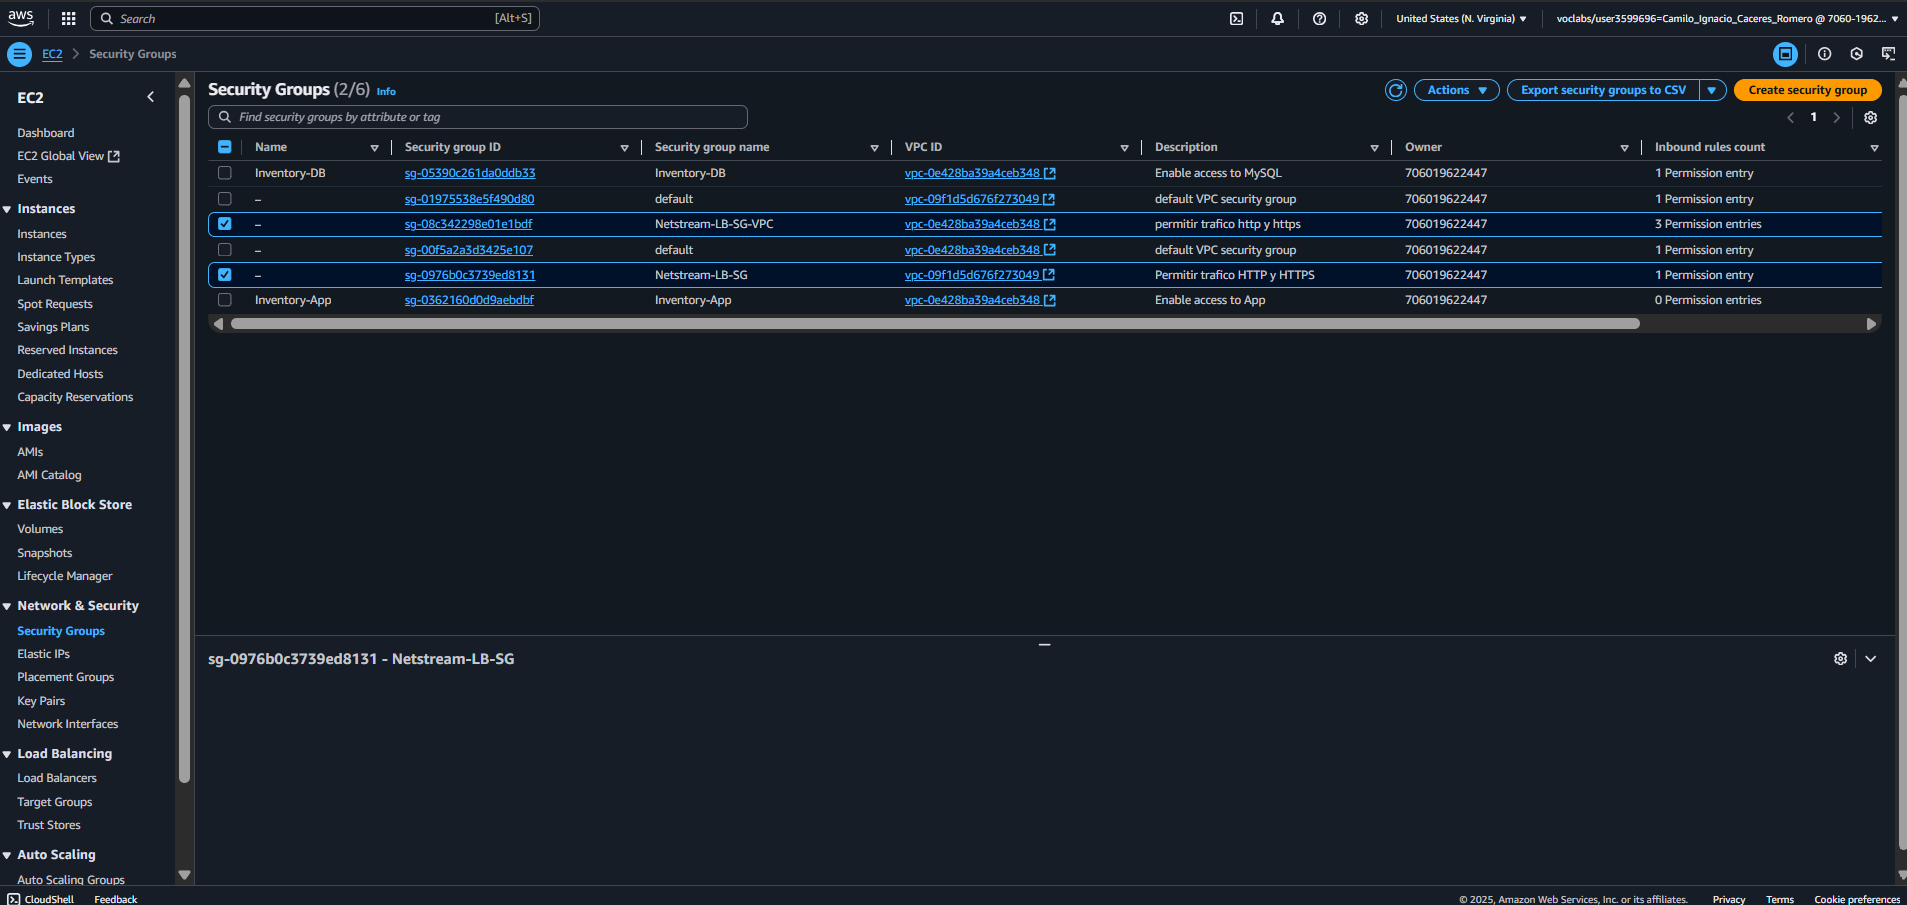 aws Search [Alt+S] United States (N. Virginia) voclabs/user3599696=Camilo_Ignacio_Caceres_Romero @ 7060-1962...
EC2 Security Groups
EC2
Dashboard
EC2 Global View
Events
Instances
Instances
Instance Types
Launch Templates
Spot Requests
Savings Plans
Reserved Instances
Dedicated Hosts
Capacity Reservations
Images
AMIs
AMI Catalog
Elastic Block Store
Volumes
Snapshots
Lifecycle Manager
Network & Security
Security Groups
Elastic IPs
Placement Groups
Key Pairs
Network Interfaces
Load Balancing
Load Balancers
Target Groups
Trust Stores
Auto Scaling
Auto Scaling Groups
Security Groups (2/6) Info Actions Export security groups to CSV Create security group
Find security groups by attribute or tag 1
Name Security group ID Security group name VPC ID Description Owner Inbound rules count
Inventory-DB sg-05390c261da0ddb33 Inventory-DB vpc-0e428ba39a4ceb348 Enable access to MySQL 706019622447 1 Permission entry
– sg-01975538e5f490d80 default vpc-09f1d5d676f273049 default VPC security group 706019622447 1 Permission entry
– sg-08c342298e01e1bdf Netstream-LB-SG-VPC vpc-0e428ba39a4ceb348 permitir trafico http y https 706019622447 3 Permission entries
– sg-00f5a2a3d3425e107 default vpc-0e428ba39a4ceb348 default VPC security group 706019622447 1 Permission entry
– sg-0976b0c3739ed8131 Netstream-LB-SG vpc-09f1d5d676f273049 Permitir trafico HTTP y HTTPS 706019622447 1 Permission entry
Inventory-App sg-0362160d0d9aebdbf Inventory-App vpc-0e428ba39a4ceb348 Enable access to App 706019622447 0 Permission entries
sg-0976b0c3739ed8131 - Netstream-LB-SG
CloudShell Feedback © 2025, Amazon Web Services, Inc. or its affiliates. Privacy Terms Cookie preferences